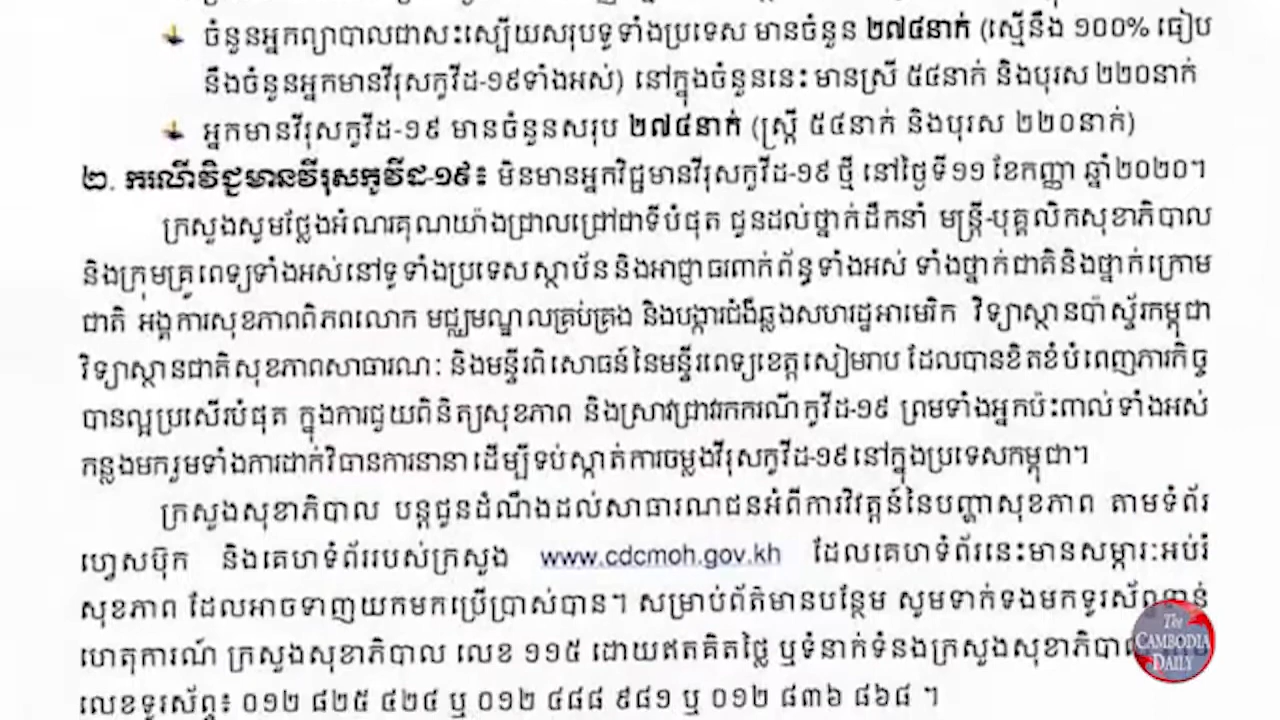 ចំនួនអ្នកព្យាបាលជាសះស្បើយសរុបទូទាំងប្រទេស មានចំនួន ២៧៤នាក់ (ស្មើនឹង ១០០% ធៀប
នឹងចំនួនអ្នកមានវីរុសកូវីដ-១៩ទាំងអស់) នៅក្នុងចំនួននេះ មានស្រី ៥៤នាក់ និងបុរស ២២០នាក់
អ្នកមានវីរុសកូវីដ-១៩ មានចំនួនសរុប ២៧៤នាក់ (ស្ត្រី ៥៤នាក់ និងបុរស ២២០នាក់)
២. ករណីវិជ្ជមានវីរុសកូវីដ-១៩៖ មិនមានអ្នកវិជ្ជមានវីរុសកូវីដ-១៩ ថ្មី នៅថ្ងៃទី១១ ខែកញ្ញា ឆ្នាំ២០២០។
ក្រសួងសូមថ្លែងអំណរគុណយ៉ាងជ្រាលជ្រៅជាទីបំផុត ជូនដល់ថ្នាក់ដឹកនាំ មន្ត្រី-បុគ្គលិកសុខាភិបាល
និងក្រុមគ្រូពេទ្យទាំងអស់នៅទូទាំងប្រទេសស្ថាប័ននិងអាជ្ញាធរពាក់ព័ន្ធទាំងអស់ ទាំងថ្នាក់ជាតិនិងថ្នាក់ក្រោម
ជាតិ អង្គការសុខភាពពិភពលោក មជ្ឈមណ្ឌលគ្រប់គ្រង និងបង្ការជំងឺឆ្លងសហរដ្ឋអាមេរិក វិទ្យាស្ថានប៉ាស្ទ័រកម្ពុជា
វិទ្យាស្ថានជាតិសុខភាពសាធារណៈ និងមន្ទីរពិសោធន៍នៃមន្ទីរពេទ្យខេត្តសៀមរាប ដែលបានខិតខំបំពេញភារកិច្ច
បានល្អប្រសើរបំផុត ក្នុងការជួយពិនិត្យសុខភាព និងស្រាវជ្រាវរកករណីកូវីដ-១៩ ព្រមទាំងអ្នកប៉ះពាល់ទាំងអស់
កន្លងមករួមទាំងការដាក់វិធានការនានាដើម្បីទប់ស្កាត់ការចម្លងវីរុសកូវីដ-១៩នៅក្នុងប្រទេសកម្ពុជា។
ក្រសួងសុខាភិបាល បន្តជូនដំណឹងដល់សាធារណជនអំពីការវិវត្តន៍នៃបញ្ហាសុខភាព តាមទំព័រ
ហ្វេសប៊ុក និងគេហទំព័ររបស់ក្រសួង www.cdcmoh.gov.kh ដែលគេហទំព័រនេះមានសម្ភារៈអប់រំ
សុខភាព ដែលអាចទាញយកមកប្រើប្រាស់បាន។ សម្រាប់ព័ត៌មានបន្ថែម សូមទាក់ទងមកទូរស័ព្ទទាន់
ហេតុការណ៍ ក្រសួងសុខាភិបាល លេខ ១១៥ ដោយឥតគិតថ្លៃ ឬទំនាក់ទំនងក្រសួងសុខាភិបាល
លេខទូរស័ព្ទ៖ ០១២ ៨២៥ ៤២៤ ឬ ០១២ ៤៨៨ ៩៨១ ឬ ០១២ ៨៣៦ ៨៦៨ ។
The
CAMBODIA
DAILY